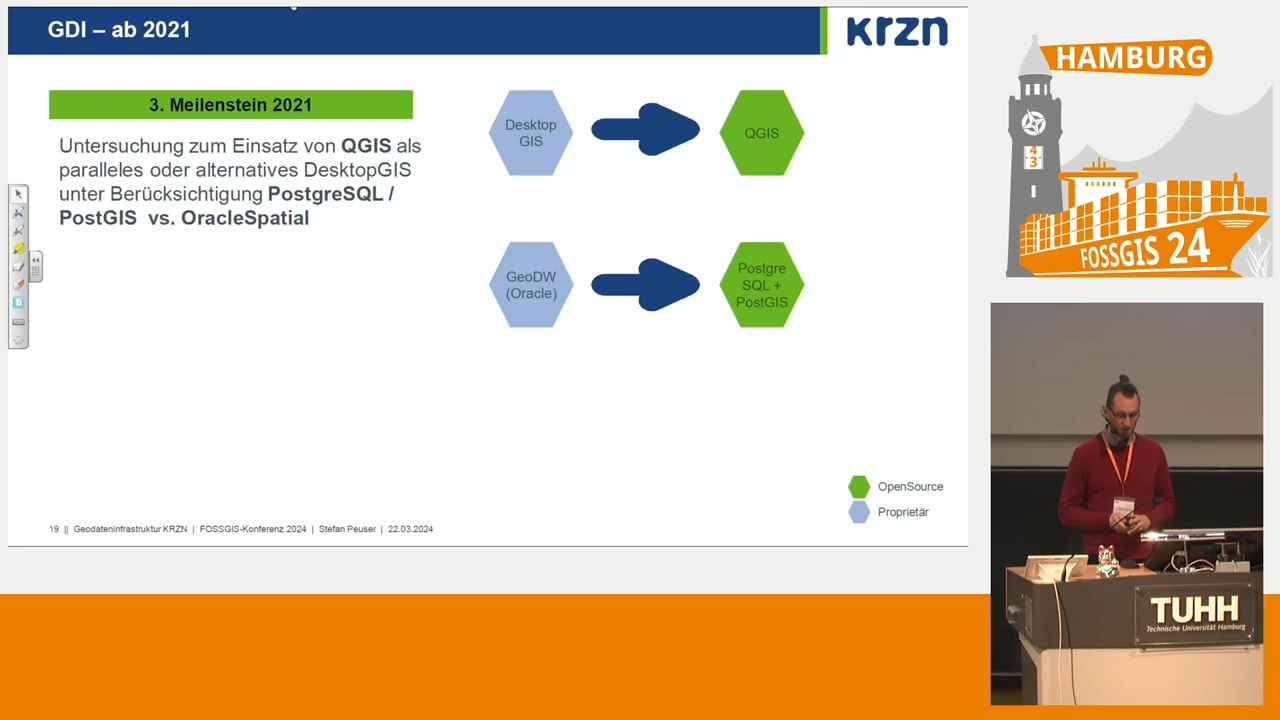 GDI – ab 2021
krzn
3. Meilenstein 2021
Untersuchung zum Einsatz von QGIS als
paralleles oder alternatives DesktopGIS
unter Berücksichtigung PostgreSQL /
PostGIS vs. OracleSpatial
Desktop
GIS
QGIS
GeoDW
(Oracle)
Postgre
SQL +
PostGIS
OpenSource
Proprietär
19 || Geodateninfrastruktur KRZN | FOSSGIS-Konferenz 2024 | Stefan Peuser | 22.03.2024
HAMBURG
4
3
FOSSGIS 24
TUHH
Technische Universität Hamburg